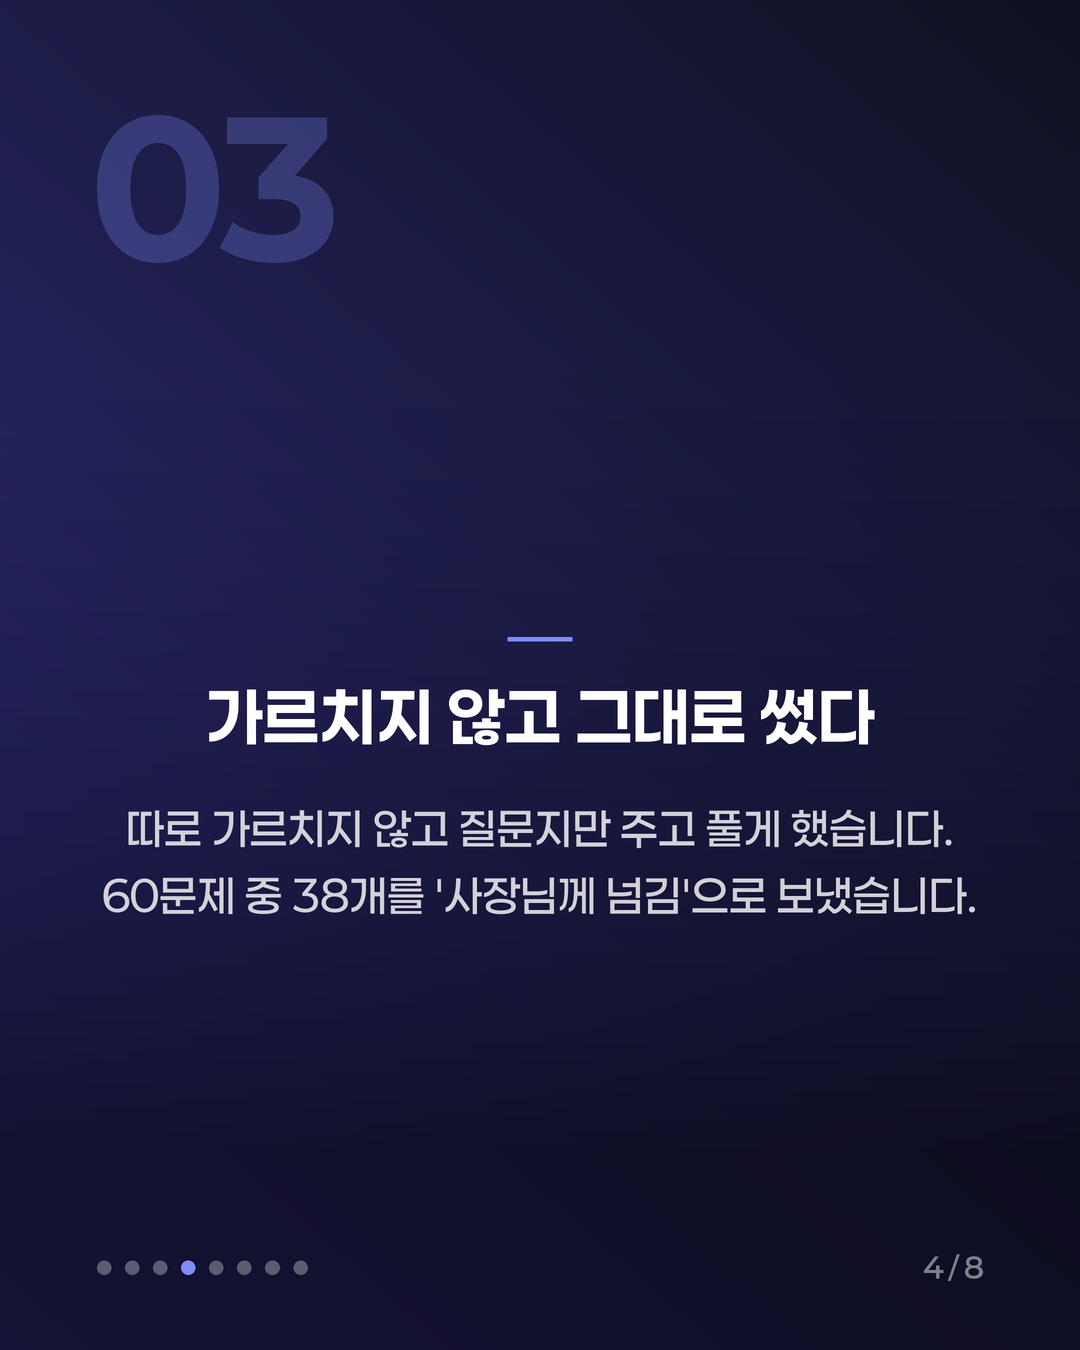 03
가르치지 않고 그대로 썼다
따로 가르치지 않고 질문지만 주고 풀게 했습니다.
60문제 중 38개를 '사장님께 넘김'으로 보냈습니다.
4/8